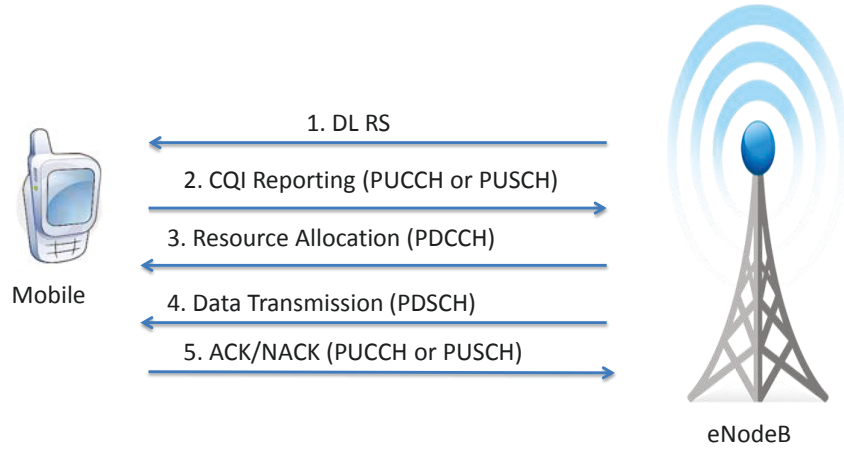 1. DL RS
2. CQI Reporting (PUCCH or PUSCH)
3. Resource Allocation (PDCCH)
Mobile
4. Data Transmission (PDSCH)
5. ACK/NACK (PUCCH or PUSCH)
eNodeB